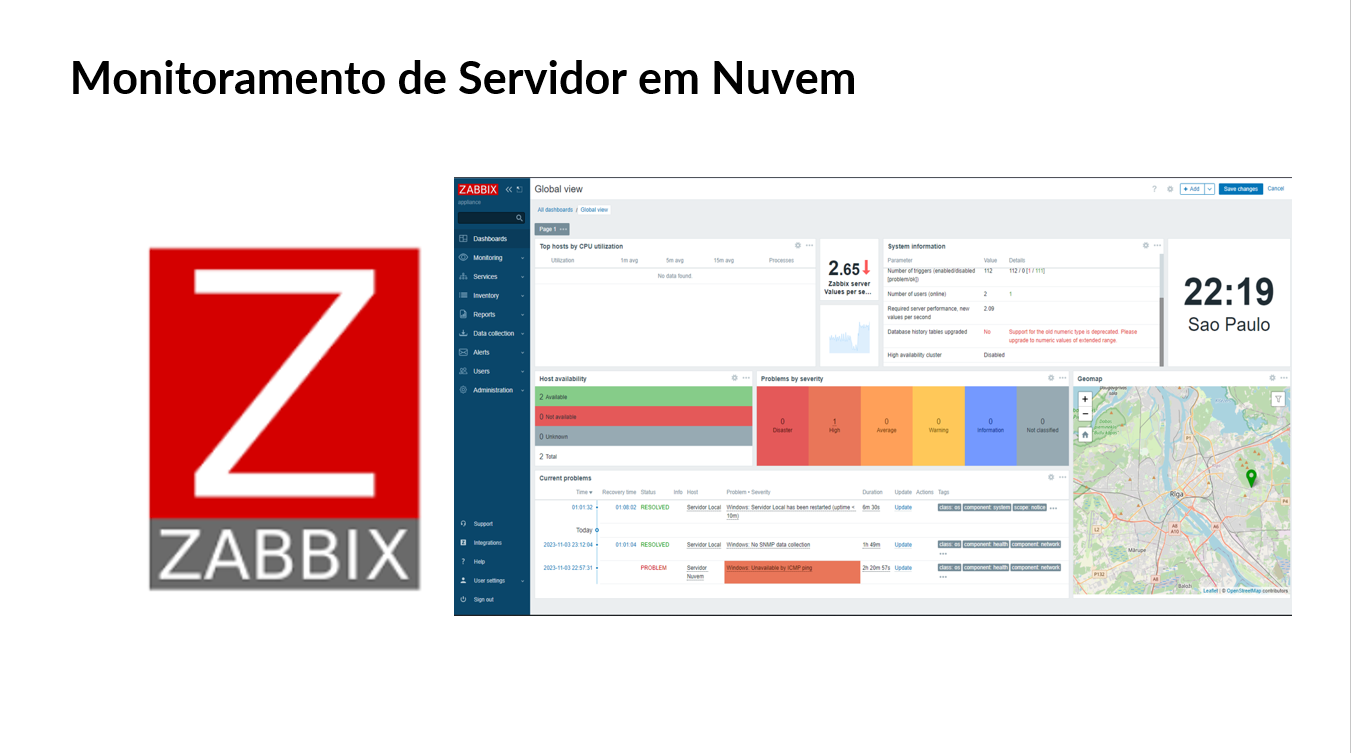 Monitoramento de Servidor em Nuvem
Z
ZABBIX
ZABBIX
appliance
Dashboards
Monitoring
Services
Inventory
Reports
Data collection
Alerts
Users
Administration
Support
Integrations
Help
User settings
Sign out
Global view
? + Add Save changes Cancel
All dashboards / Global view
Page 1 •••
Top hosts by CPU utilization
Utilization 1m avg 5m avg 15m avg Processes
No data found.
2.65
Zabbix server
Values per se...
System information
Parameter Value Details
Number of triggers (enabled/disabled 112 112 / 0 [1 / 111]
[problem/ok])
Number of users (online) 2 1
Required server performance, new 2.09
values per second
Database history tables upgraded No Support for the old numeric type is deprecated. Please
upgrade to numeric values of extended range.
High availability cluster Disabled
22:19
Sao Paulo
Host availability
2 Available
0 Not available
0 Unknown
2 Total
Problems by severity
0 1 0 0 0 0
Disaster High Average Warning Information Not classified
Geomap
+
−
P1
Rīga
A8
A10
Mārupe
P132
Baloži
Leaflet | © OpenStreetMap contributors
Current problems
Time Recovery time Status Info Host Problem • Severity Duration Update Actions Tags
01:01:32 01:08:02 RESOLVED Servidor Local Windows: Servidor Local has been restarted (uptime < 6m 30s Update class: os component: system scope: notice •••
10m)
Today
2023-11-03 23:12:04 01:01:04 RESOLVED Servidor Local Windows: No SNMP data collection 1h 49m Update class: os component: health component: network
•••
2023-11-03 22:57:31 PROBLEM Servidor Windows: Unavailable by ICMP ping 2h 20m 57s Update class: os component: health component: network
Nuvem •••